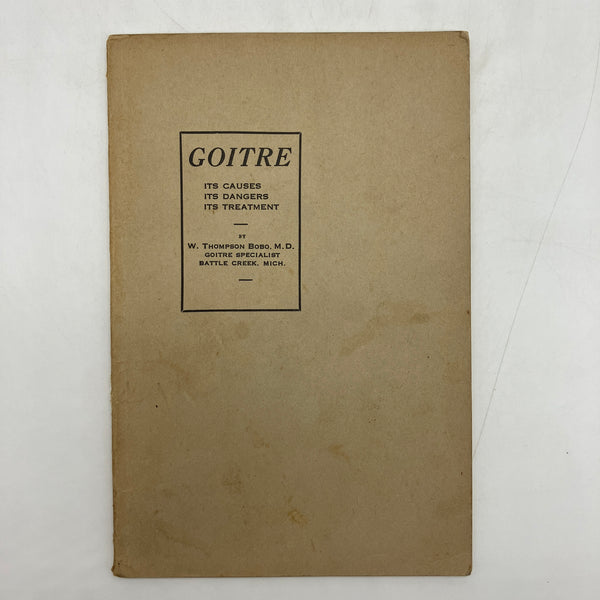 GOITRE
ITS CAUSES
ITS DANGERS
ITS TREATMENT
BY
W. THOMPSON BOBO, M.D.
GOITRE SPECIALIST
BATTLE CREEK, MICH.